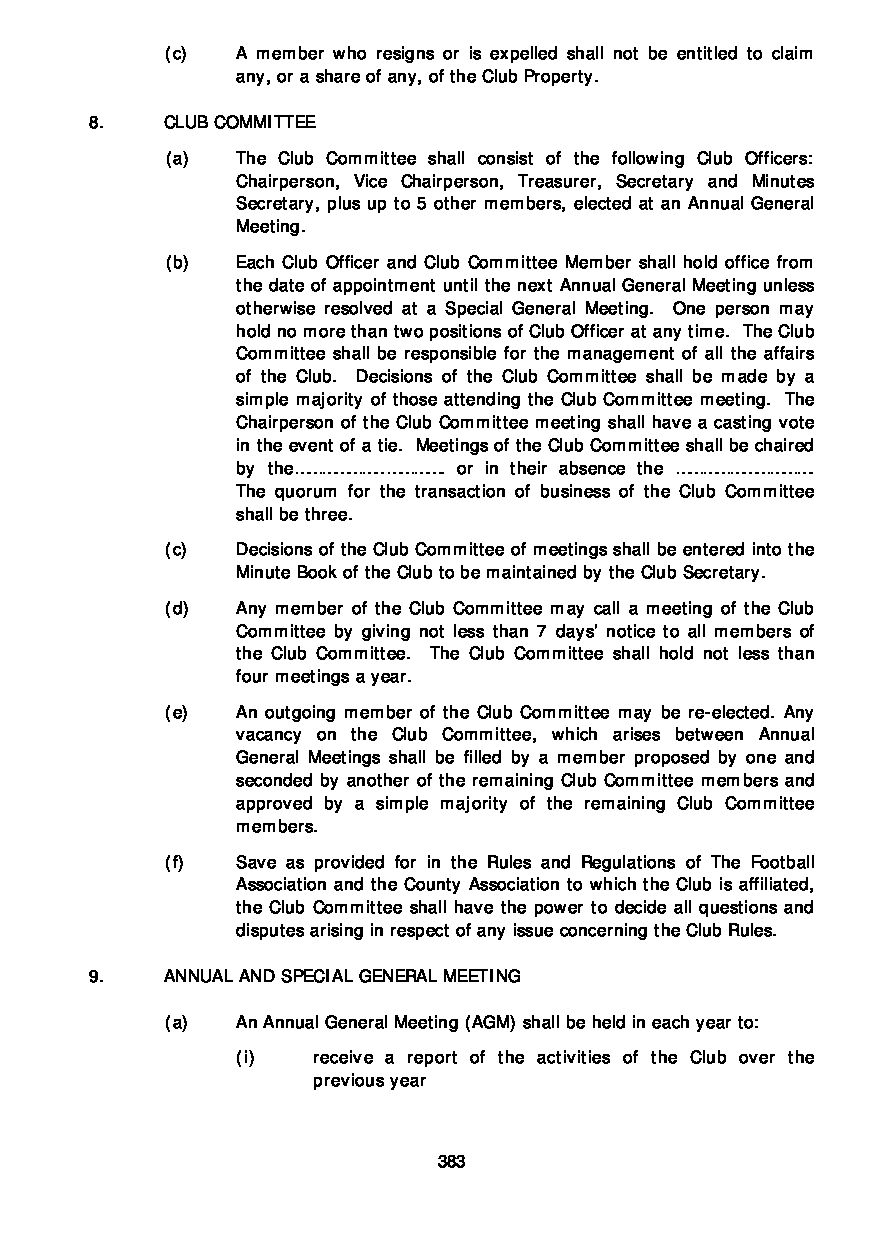 (c) A member who resigns or is expelled shall not be entitled to claim
any, or a share of any, of the Club Property.
8. CLUB COMMITTEE
(a) The Club Committee shall consist of the following Club Officers:
Chairperson, Vice Chairperson, Treasurer, Secretary and Minutes
Secretary, plus up to 5 other members, elected at an Annual General
Meeting.
(b) Each Club Officer and Club Committee Member shall hold office from
the date of appointment until the next Annual General Meeting unless
otherwise resolved at a Special General Meeting. One person may
hold no more than two positions of Club Officer at any time. The Club
Committee shall be responsible for the management of all the affairs
of the Club. Decisions of the Club Committee shall be made by a
simple majority of those attending the Club Committee meeting. The
Chairperson of the Club Committee meeting shall have a casting vote
in the event of a tie. Meetings of the Club Committee shall be chaired
by the.......................... or in their absence the ........................
The quorum for the transaction of business of the Club Committee
shall be three.
(c) Decisions of the Club Committee of meetings shall be entered into the
Minute Book of the Club to be maintained by the Club Secretary.
(d) Any member of the Club Committee may call a meeting of the Club
Committee by giving not less than 7 days' notice to all members of
the Club Committee. The Club Committee shall hold not less than
four meetings a year.
(e) An outgoing member of the Club Committee may be re-elected. Any
vacancy on the Club Committee, which arises between Annual
General Meetings shall be filled by a member proposed by one and
seconded by another of the remaining Club Committee members and
approved by a simple majority of the remaining Club Committee
members.
(f) Save as provided for in the Rules and Regulations of The Football
Association and the County Association to which the Club is affiliated,
the Club Committee shall have the power to decide all questions and
disputes arising in respect of any issue concerning the Club Rules.
9. ANNUAL AND SPECIAL GENERAL MEETING
(a) An Annual General Meeting (AGM) shall be held in each year to:
(i) receive a report of the activities of the Club over the
previous year
383